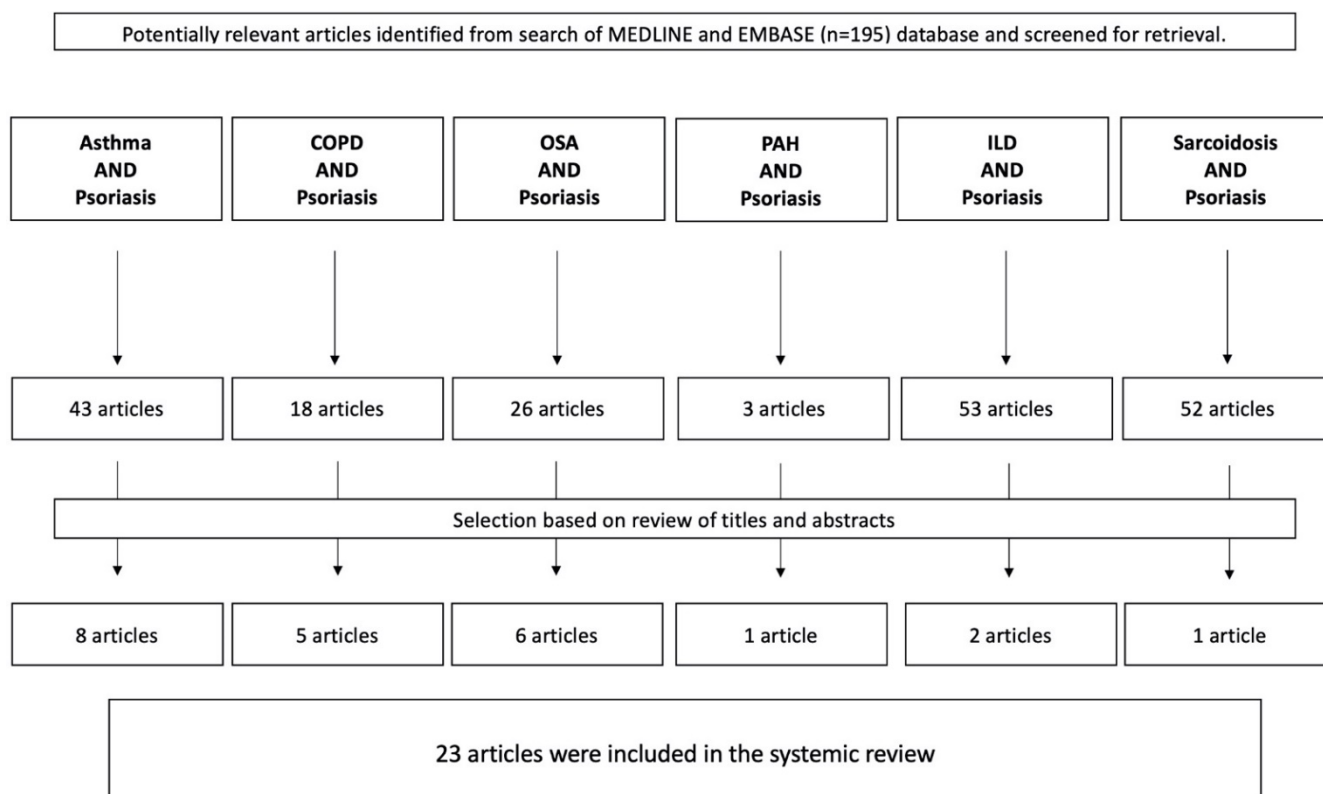 Potentially relevant articles identified from search of MEDLINE and EMBASE (n=195) database and screened for retrieval.
Asthma
AND
Psoriasis
COPD
AND
Psoriasis
OSA
AND
Psoriasis
PAH
AND
Psoriasis
ILD
AND
Psoriasis
Sarcoidosis
AND
Psoriasis
43 articles
18 articles
26 articles
3 articles
53 articles
52 articles
Selection based on review of titles and abstracts
8 articles
5 articles
6 articles
1 article
2 articles
1 article
23 articles were included in the systemic review